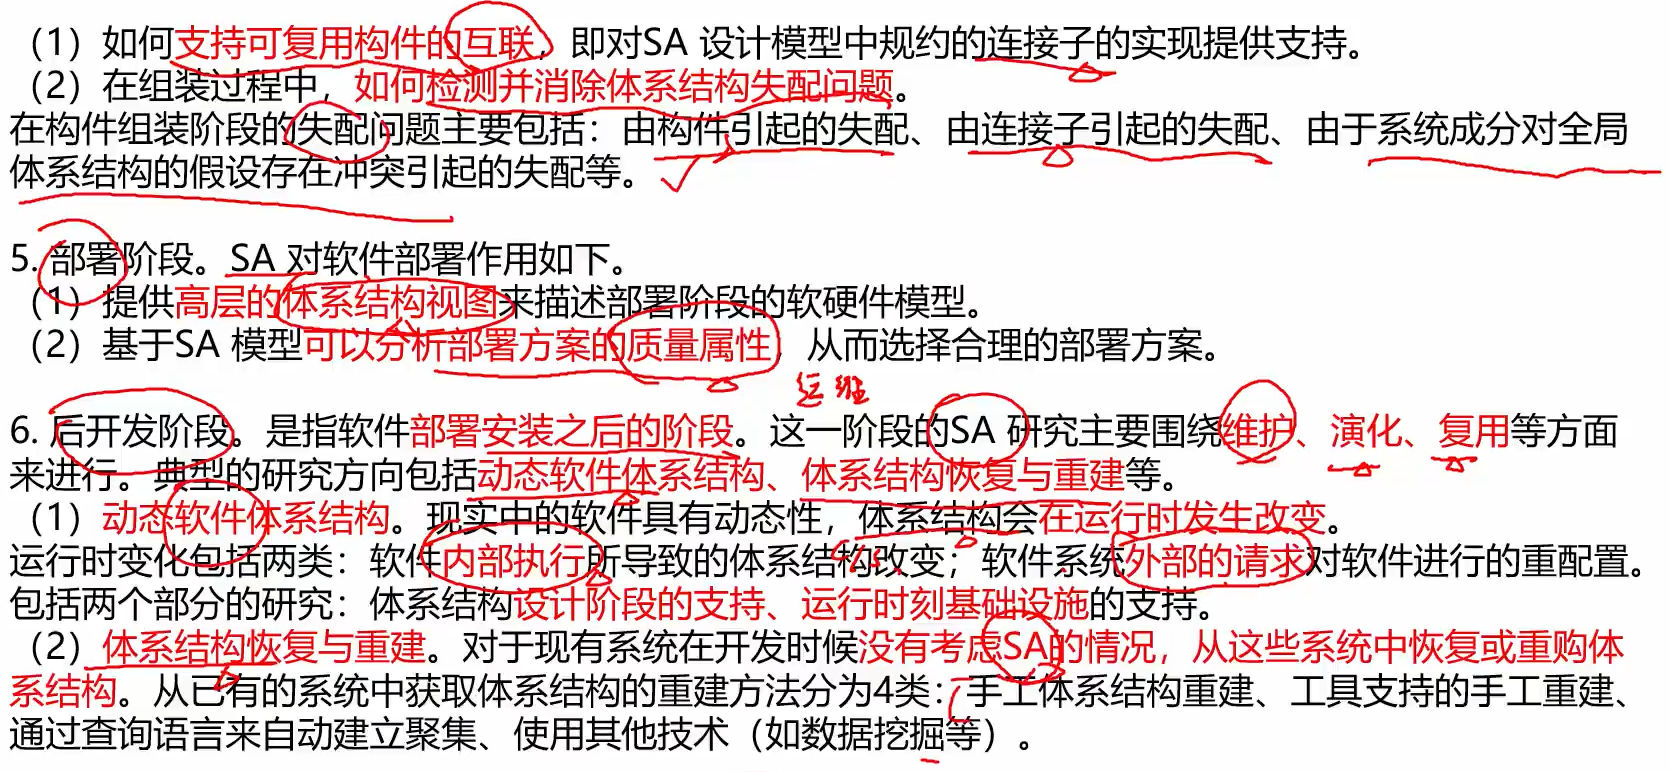 （1）如何支持可复用构件的互联，即对SA 设计模型中规约的连接子的实现提供支持。
（2）在组装过程中，如何检测并消除体系结构失配问题。
在构件组装阶段的失配问题主要包括：由构件引起的失配、由连接子引起的失配、由于系统成分对全局
体系结构的假设存在冲突引起的失配等。
5. 部署阶段。SA 对软件部署作用如下。
（1）提供高层的体系结构视图来描述部署阶段的软硬件模型。
（2）基于SA 模型可以分析部署方案的质量属性，从而选择合理的部署方案。
运维
6. 后开发阶段。是指软件部署安装之后的阶段。这一阶段的SA 研究主要围绕维护、演化、复用等方面
来进行。典型的研究方向包括动态软件体系结构、体系结构恢复与重建等。
（1）动态软件体系结构。现实中的软件具有动态性，体系结构会在运行时发生改变。
运行时变化包括两类：软件内部执行所导致的体系结构改变；软件系统外部的请求对软件进行的重配置。
包括两个部分的研究：体系结构设计阶段的支持、运行时刻基础设施的支持。
（2）体系结构恢复与重建。对于现有系统在开发时候没有考虑SA的情况，从这些系统中恢复或重购体
系结构。从已有的系统中获取体系结构的重建方法分为4类：手工体系结构重建、工具支持的手工重建、
通过查询语言来自动建立聚集、使用其他技术（如数据挖掘等）。